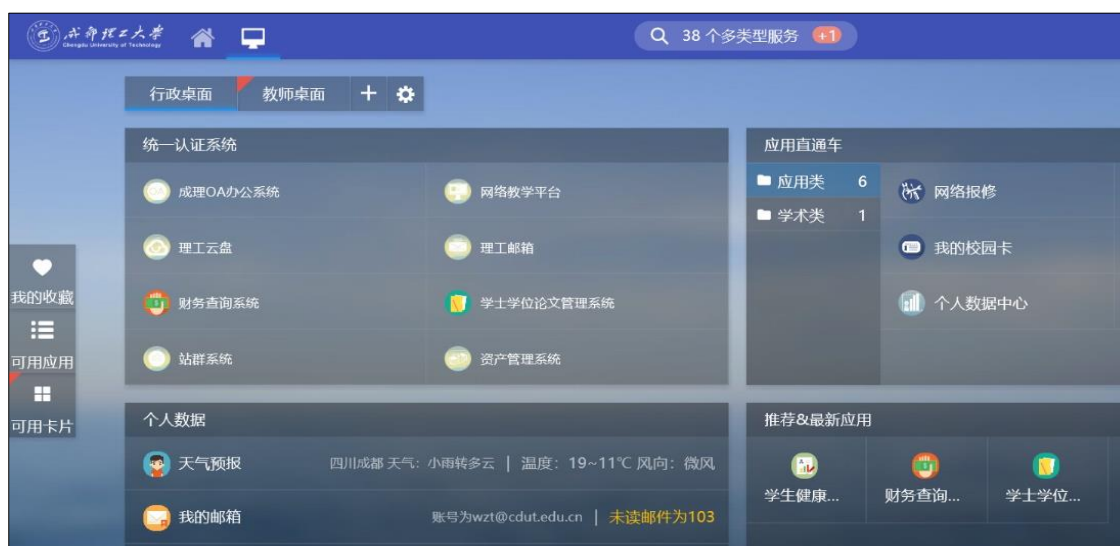 成都理工大学
Chengdu University of Technology
38 个多类型服务 +1
行政桌面 教师桌面
统一认证系统
成理OA办公系统 网络教学平台
理工云盘 理工邮箱
财务查询系统 学士学位论文管理系统
站群系统 资产管理系统
应用直通车
应用类 6
学术类 1
网络报修
我的校园卡
个人数据中心
我的收藏
可用应用
可用卡片
个人数据
天气预报 四川成都 天气：小雨转多云 | 温度：19~11℃ 风向：微风
我的邮箱 账号为wzt@cdut.edu.cn | 未读邮件为103
推荐&最新应用
学生健康... 财务查询... 学士学位...